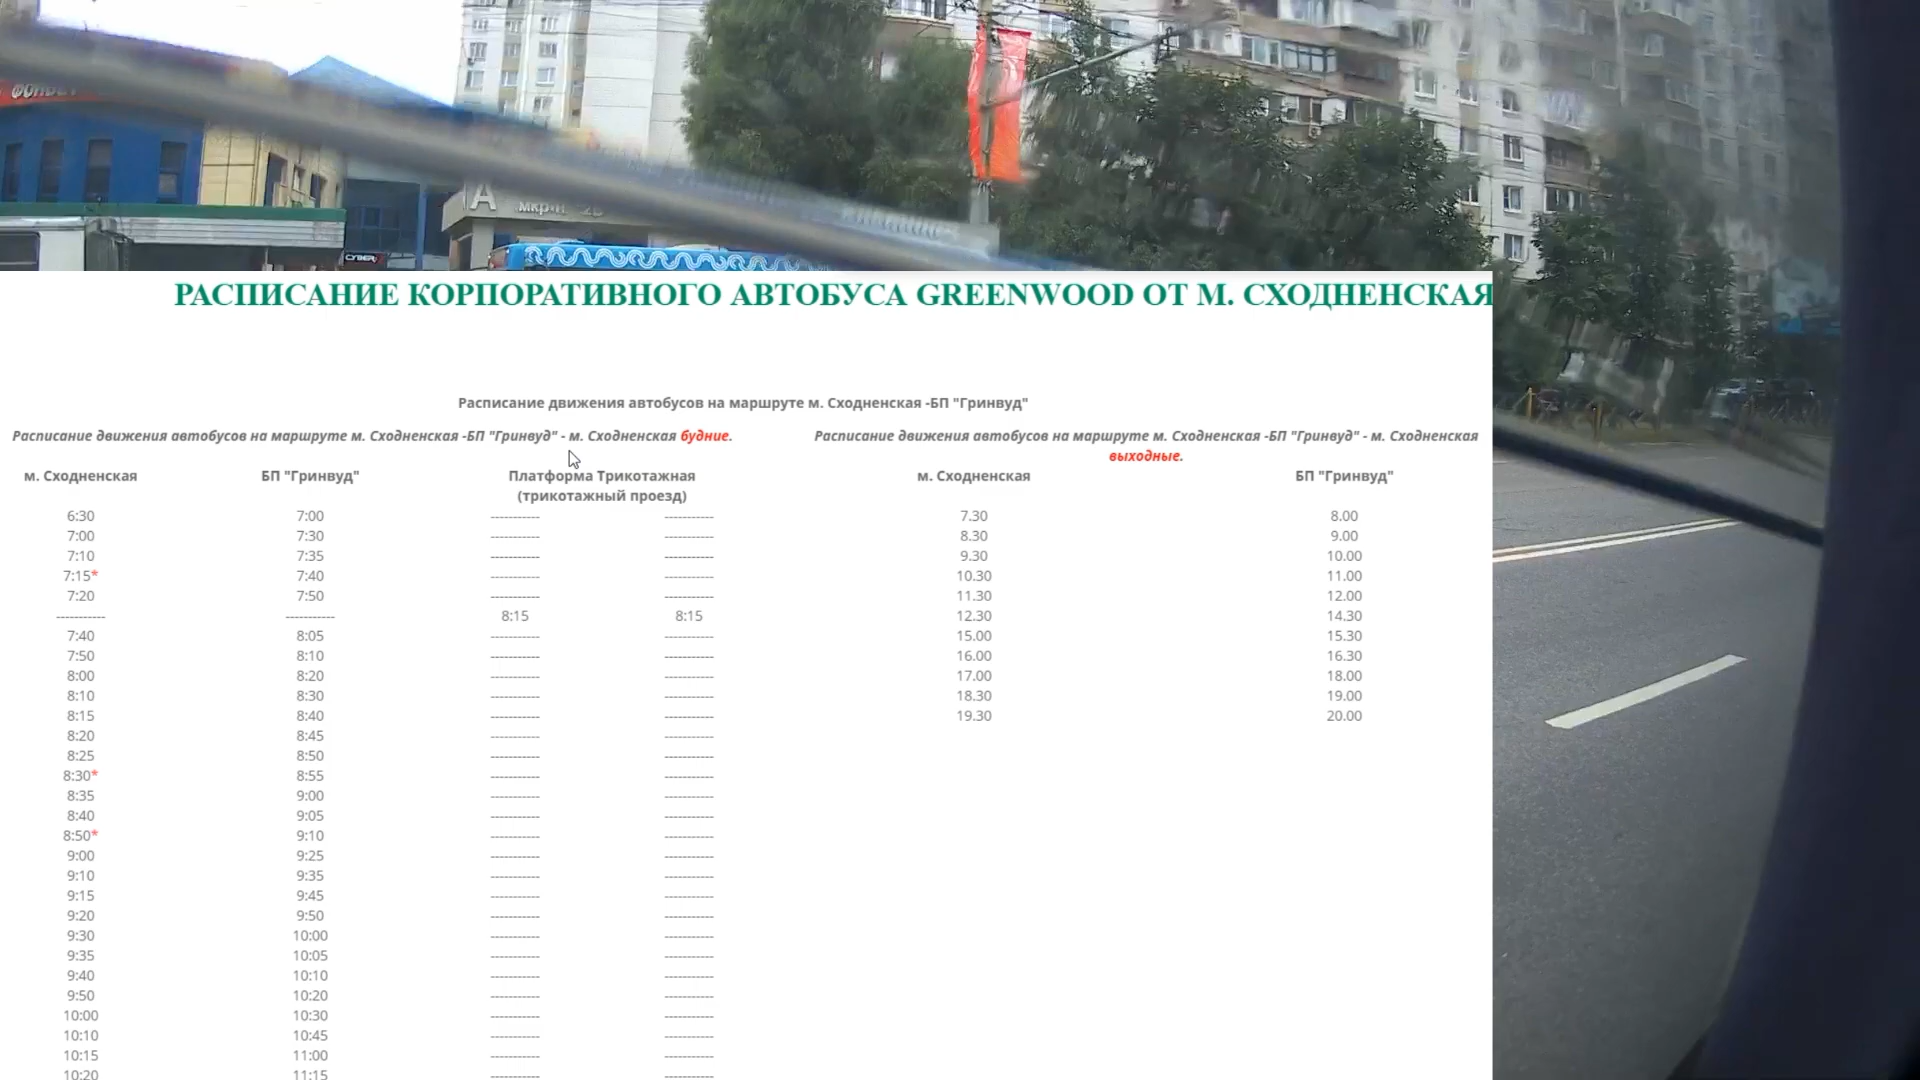 А
мкр-н
CYBER
РАСПИСАНИЕ КОРПОРАТИВНОГО АВТОБУСА GREENWOOD ОТ М. СХОДНЕНСКАЯ
Расписание движения автобусов на маршруте м. Сходненская -БП "Гринвуд"
Расписание движения автобусов на маршруте м. Сходненская -БП "Гринвуд" - м. Сходненская будние.
Расписание движения автобусов на маршруте м. Сходненская -БП "Гринвуд" - м. Сходненская
выходные.
м. Сходненская БП "Гринвуд" Платформа Трикотажная м. Сходненская БП "Гринвуд"
(трикотажный проезд)
6:30 7:00 ----------- ----------- 7.30 8.00
7:00 7:30 ----------- ----------- 8.30 9.00
7:10 7:35 ----------- ----------- 9.30 10.00
7:15* 7:40 ----------- ----------- 10.30 11.00
7:20 7:50 ----------- ----------- 11.30 12.00
----------- ----------- 8:15 8:15 12.30 14.30
7:40 8:05 ----------- ----------- 15.00 15.30
7:50 8:10 ----------- ----------- 16.00 16.30
8:00 8:20 ----------- ----------- 17.00 18.00
8:10 8:30 ----------- ----------- 18.30 19.00
8:15 8:40 ----------- ----------- 19.30 20.00
8:20 8:45 ----------- -----------
8:25 8:50 ----------- -----------
8:30* 8:55 ----------- -----------
8:35 9:00 ----------- -----------
8:40 9:05 ----------- -----------
8:50* 9:10 ----------- -----------
9:00 9:25 ----------- -----------
9:10 9:35 ----------- -----------
9:15 9:45 ----------- -----------
9:20 9:50 ----------- -----------
9:30 10:00 ----------- -----------
9:35 10:05 ----------- -----------
9:40 10:10 ----------- -----------
9:50 10:20 ----------- -----------
10:00 10:30 ----------- -----------
10:10 10:45 ----------- -----------
10:15 11:00 ----------- -----------
10:20 11:15 ----------- -----------